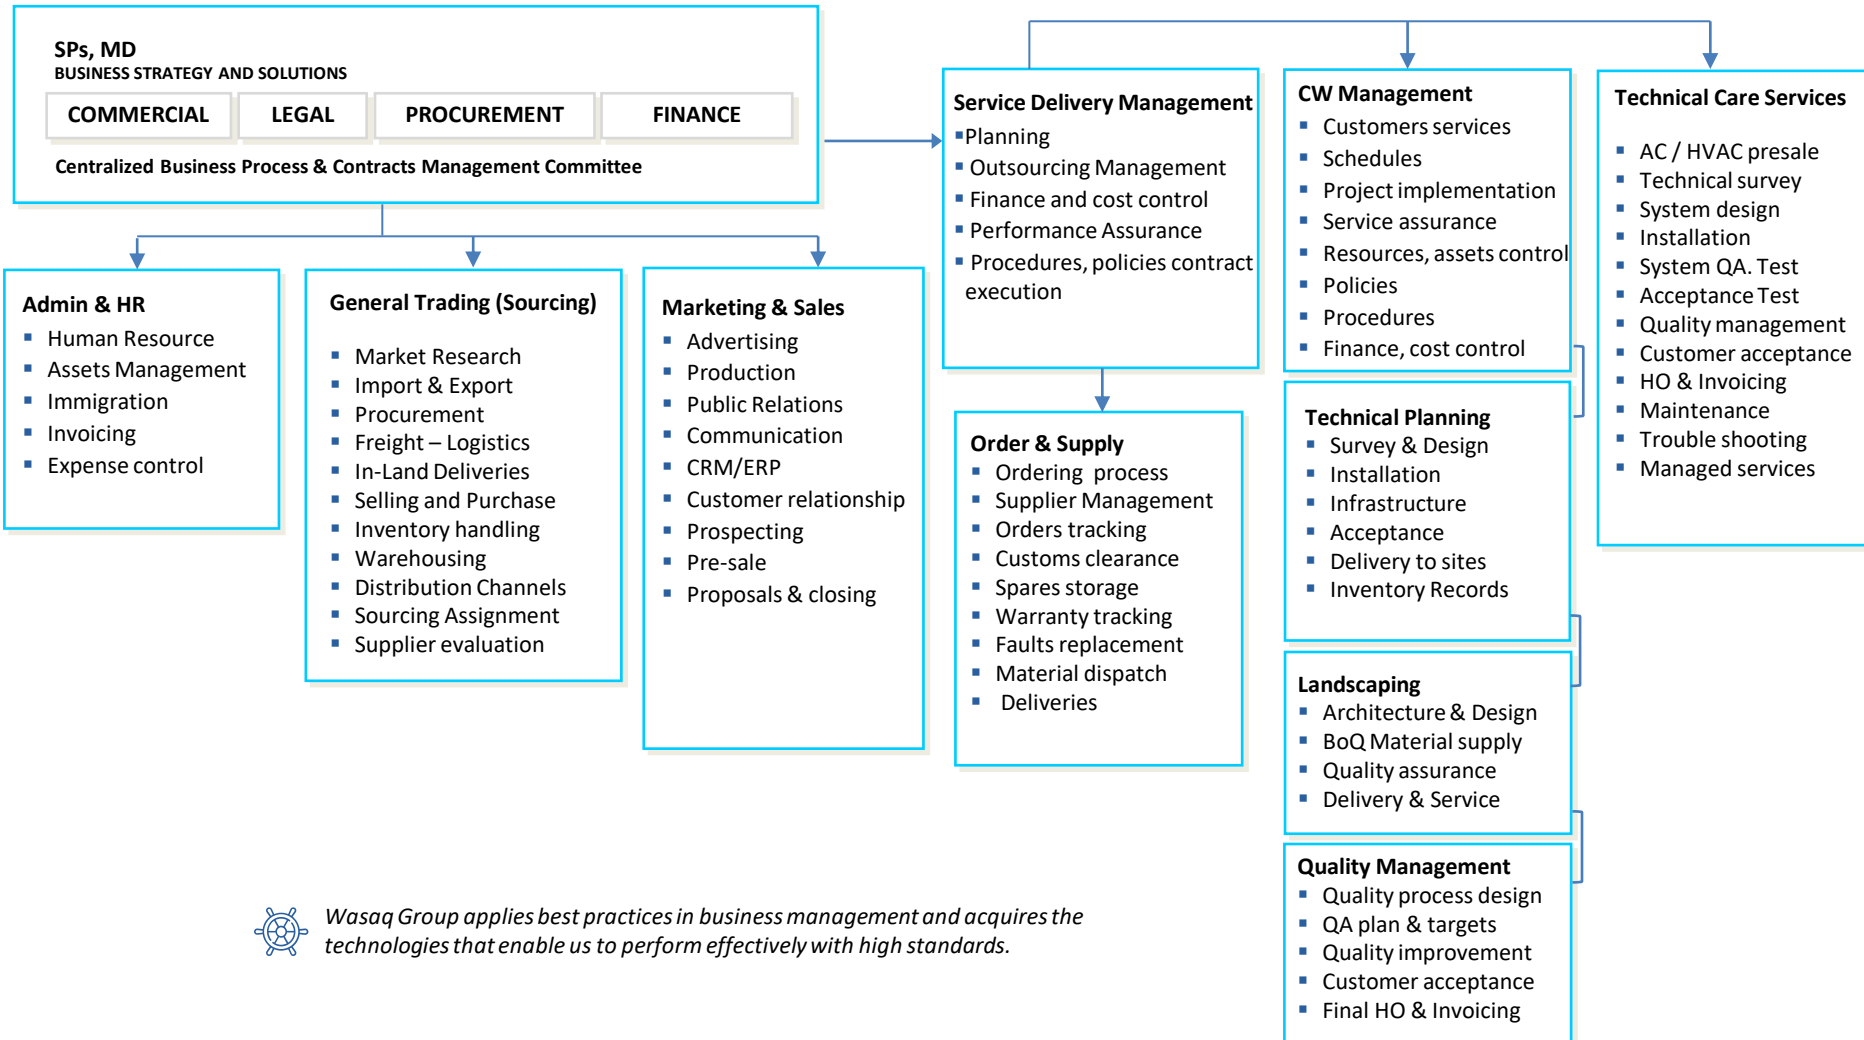 SPs, MD
BUSINESS STRATEGY AND SOLUTIONS
COMMERCIAL
LEGAL
PROCUREMENT
FINANCE
Centralized Business Process & Contracts Management Committee
Admin & HR
Human Resource
Assets Management
Immigration
Invoicing
Expense control
General Trading (Sourcing)
Market Research
Import & Export
Procurement
Freight – Logistics
In-Land Deliveries
Selling and Purchase
Inventory handling
Warehousing
Distribution Channels
Sourcing Assignment
Supplier evaluation
Marketing & Sales
Advertising
Production
Public Relations
Communication
CRM/ERP
Customer relationship
Prospecting
Pre-sale
Proposals & closing
Service Delivery Management
Planning
Outsourcing Management
Finance and cost control
Performance Assurance
Procedures, policies contract
execution
Order & Supply
Ordering process
Supplier Management
Orders tracking
Customs clearance
Spares storage
Warranty tracking
Faults replacement
Material dispatch
Deliveries
CW Management
Customers services
Schedules
Project implementation
Service assurance
Resources, assets control
Policies
Procedures
Finance, cost control
Technical Planning
Survey & Design
Installation
Infrastructure
Acceptance
Delivery to sites
Inventory Records
Landscaping
Architecture & Design
BoQ Material supply
Quality assurance
Delivery & Service
Quality Management
Quality process design
QA plan & targets
Quality improvement
Customer acceptance
Final HO & Invoicing
Technical Care Services
AC / HVAC presale
Technical survey
System design
Installation
System QA. Test
Acceptance Test
Quality management
Customer acceptance
HO & Invoicing
Maintenance
Trouble shooting
Managed services
Wasaq Group applies best practices in business management and acquires the
technologies that enable us to perform effectively with high standards.